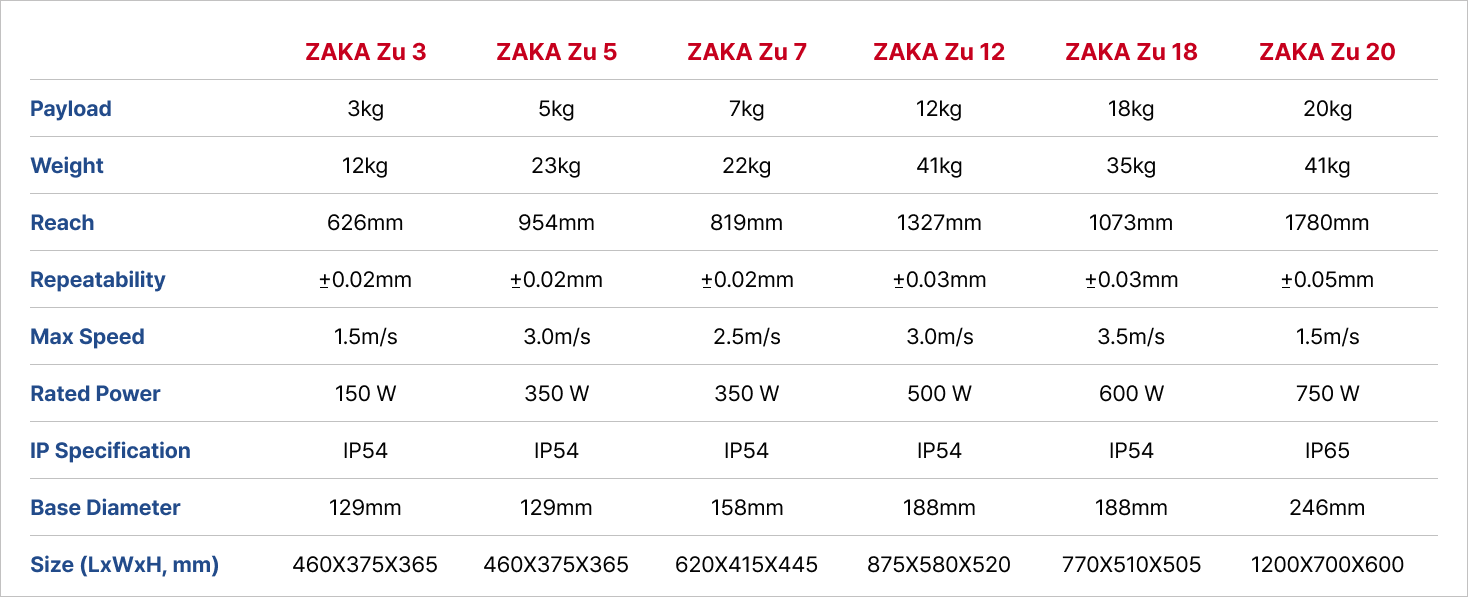 ZAKA Zu 3 ZAKA Zu 5 ZAKA Zu 7 ZAKA Zu 12 ZAKA Zu 18 ZAKA Zu 20
Payload 3kg 5kg 7kg 12kg 18kg 20kg
Weight 12kg 23kg 22kg 41kg 35kg 41kg
Reach 626mm 954mm 819mm 1327mm 1073mm 1780mm
Repeatability ±0.02mm ±0.02mm ±0.02mm ±0.03mm ±0.03mm ±0.05mm
Max Speed 1.5m/s 3.0m/s 2.5m/s 3.0m/s 3.5m/s 1.5m/s
Rated Power 150 W 350 W 350 W 500 W 600 W 750 W
IP Specification IP54 IP54 IP54 IP54 IP54 IP65
Base Diameter 129mm 129mm 158mm 188mm 188mm 246mm
Size (LxWxH, mm) 460X375X365 460X375X365 620X415X445 875X580X520 770X510X505 1200X700X600